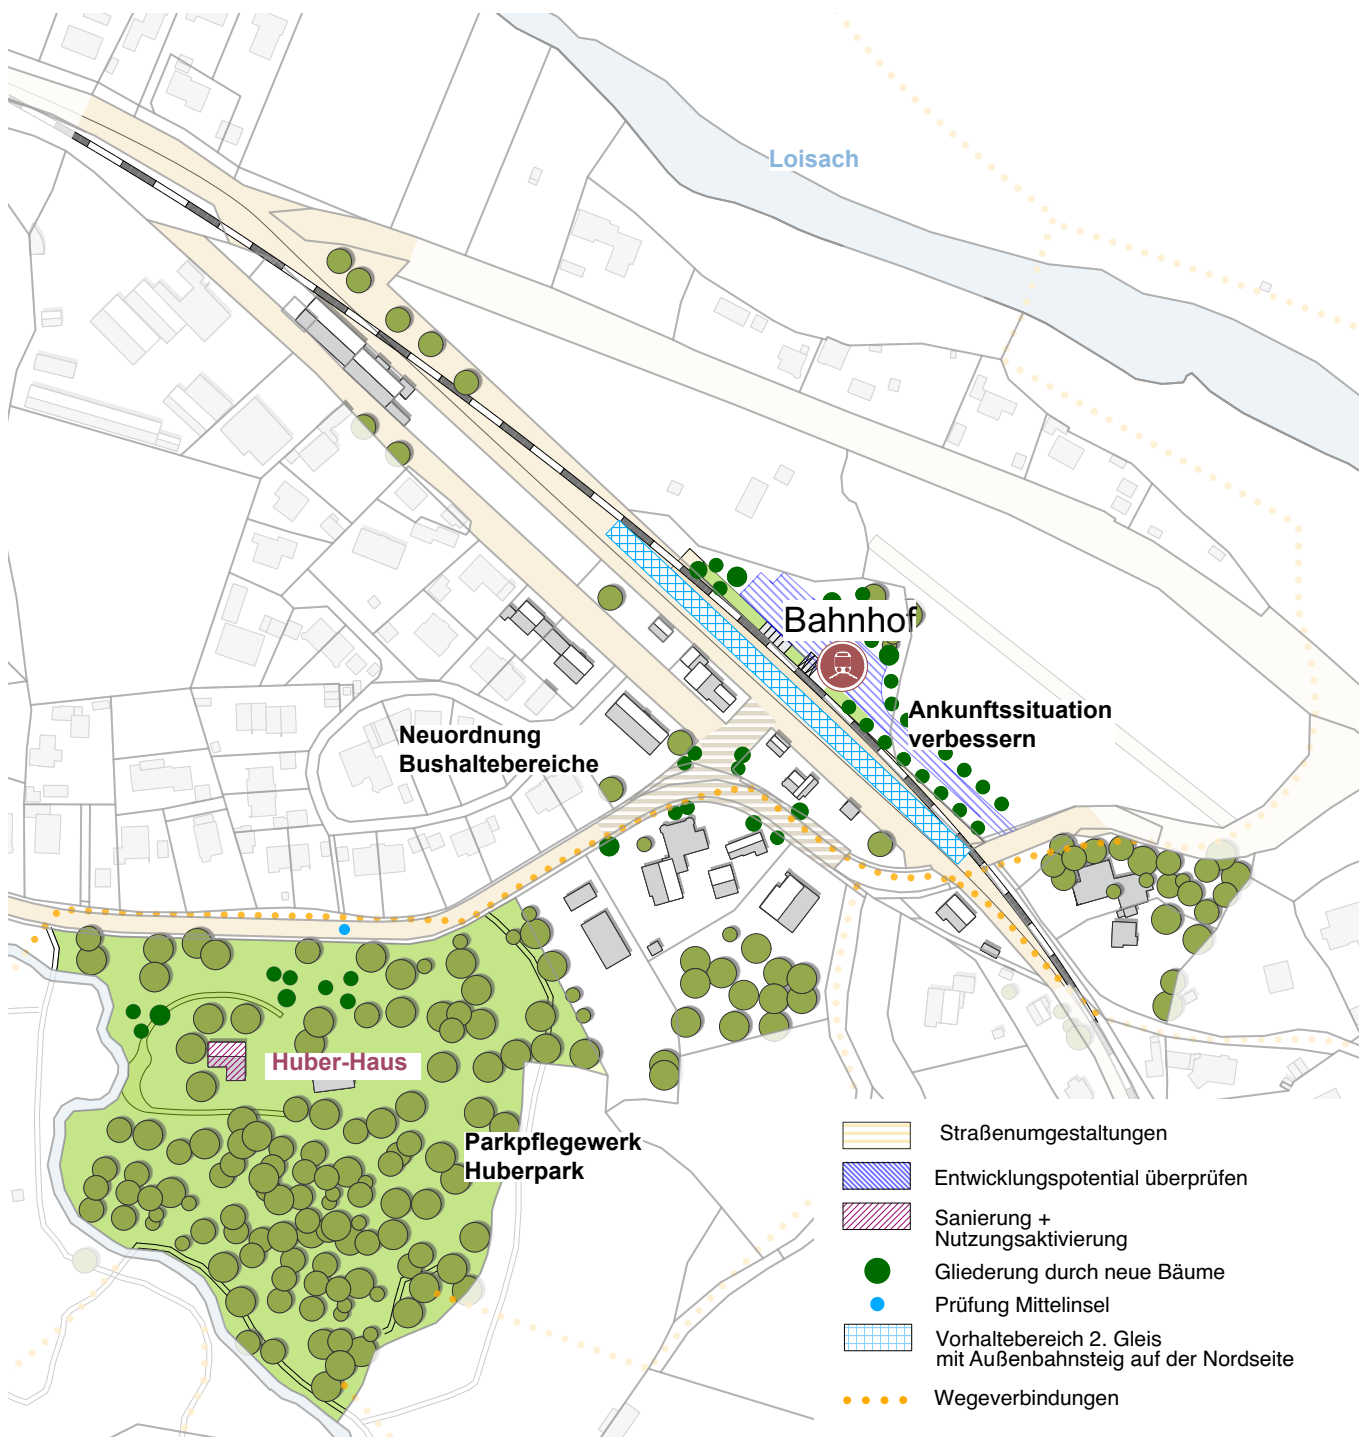 Loisach
Bahnhof
Ankunftssituation
verbessern
Neuordnung
Bushaltebereiche
Huber-Haus
Parkpflegewerk
Huberpark
Straßenumgestaltungen
Entwicklungspotential überprüfen
Sanierung +
Nutzungsaktivierung
Gliederung durch neue Bäume
Prüfung Mittelinsel
Vorhaltebereich 2. Gleis
mit Außenbahnsteig auf der Nordseite
Wegeverbindungen